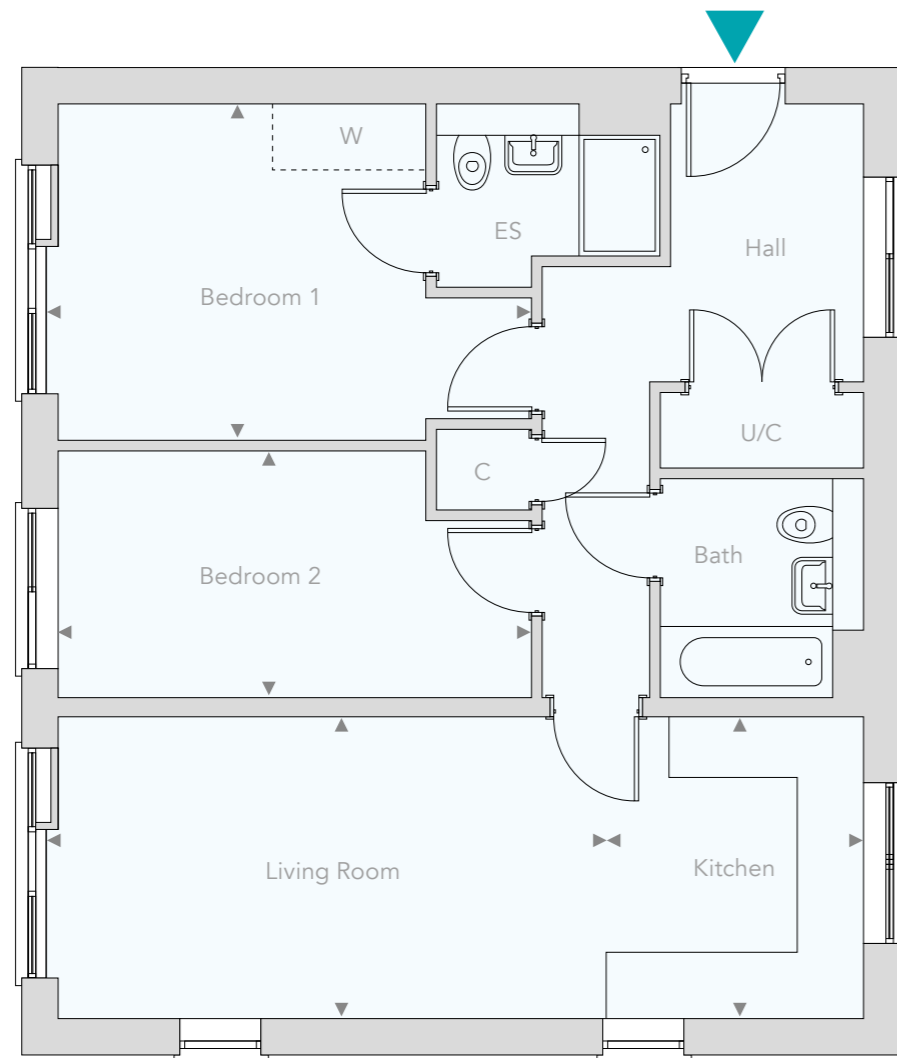 W
ES
Hall
Bedroom 1
U/C
C
Bath
Bedroom 2
Living Room
Kitchen